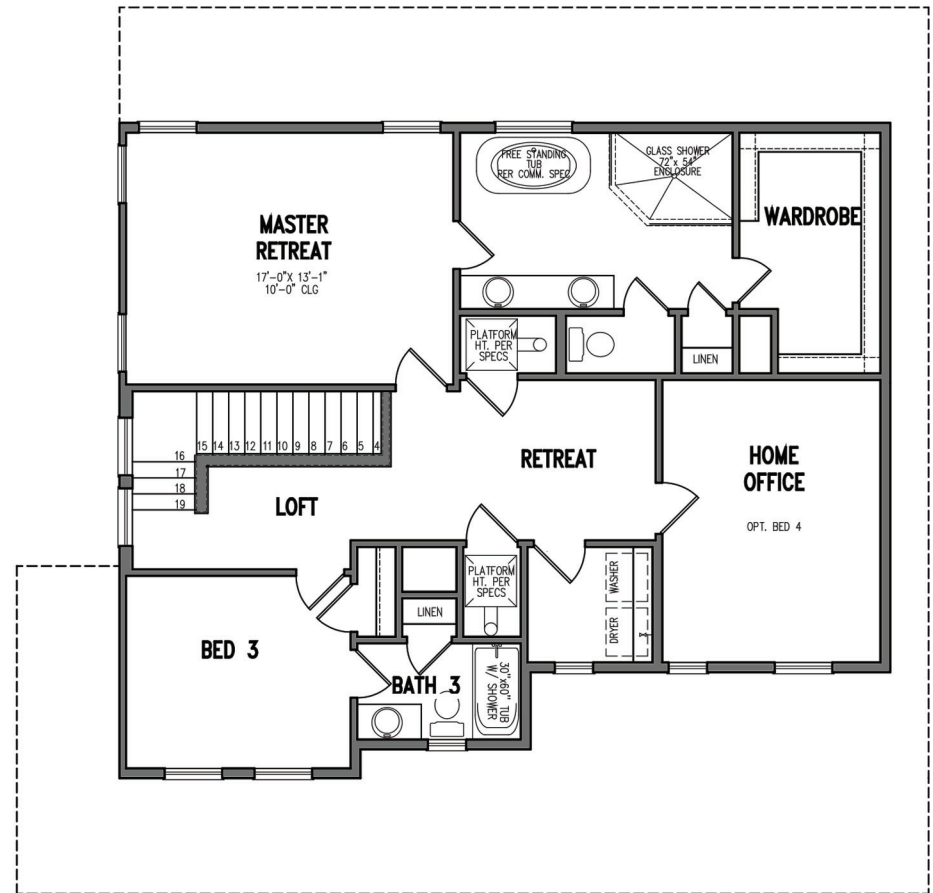 FREE STANDING
TUB
PER COMM. SPEC
GLASS SHOWER
72"x 54"
ENCLOSURE
MASTER
RETREAT
17'-0"X 13'-1"
10'-0" CLG
WARDROBE
PLATFORM
HT. PER
SPECS
LINEN
15 14 13 12 11 10 9 8 7 6 5 4
16
17
18
19
LOFT
RETREAT
HOME
OFFICE
OPT. BED 4
PLATFORM
HT. PER
SPECS
WASHER
DRYER
LINEN
BED 3
BATH 3
30"x60" TUB
W/ SHOWER